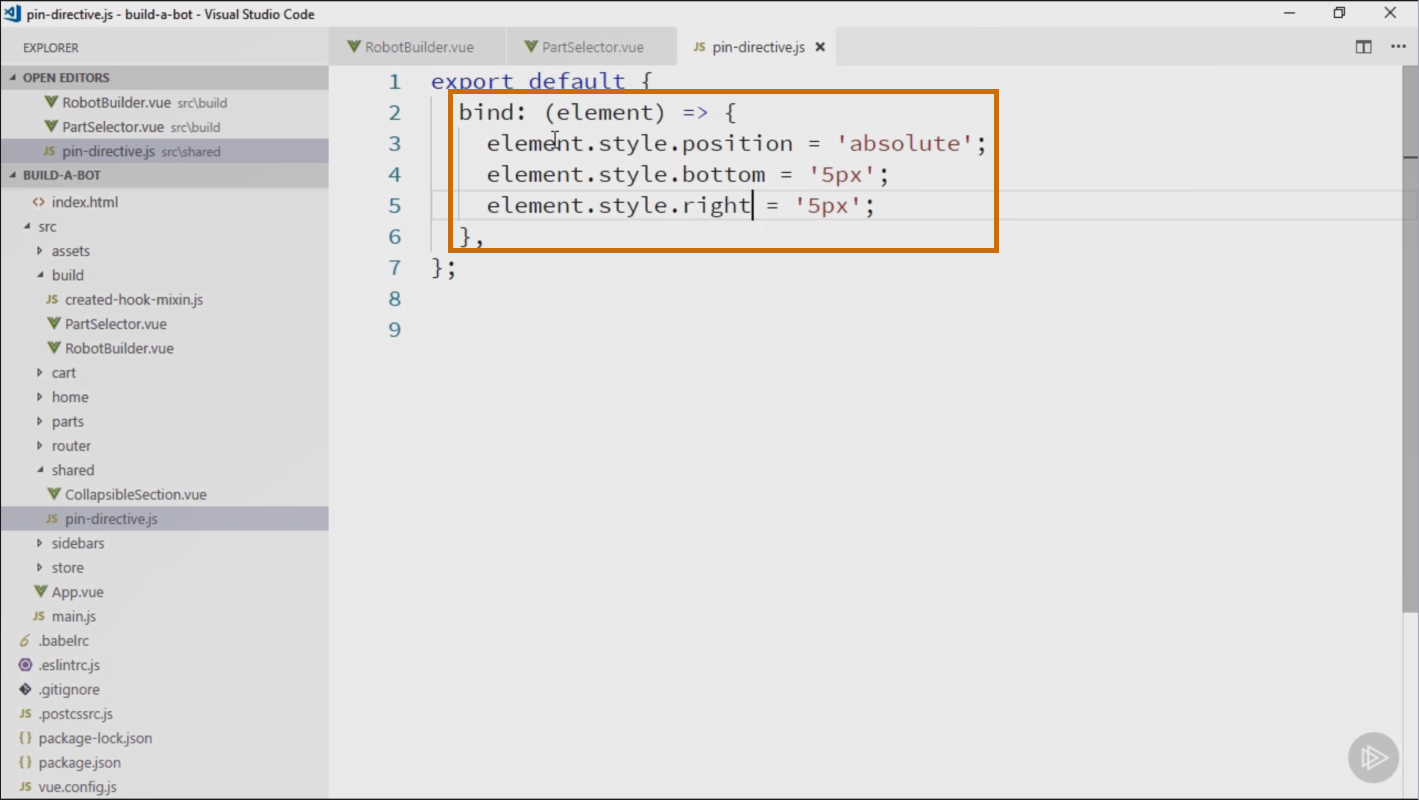 pin-directive.js - build-a-bot - Visual Studio Code
EXPLORER
OPEN EDITORS
RobotBuilder.vue src\build
PartSelector.vue src\build
JS pin-directive.js src\shared
BUILD-A-BOT
<> index.html
src
assets
build
JS created-hook-mixin.js
PartSelector.vue
RobotBuilder.vue
cart
home
parts
router
shared
CollapsibleSection.vue
JS pin-directive.js
sidebars
store
App.vue
JS main.js
6 .babelrc
.eslintrc.js
.gitignore
JS .postcssrc.js
{} package-lock.json
{} package.json
JS vue.config.js
RobotBuilder.vue
PartSelector.vue
JS pin-directive.js
1 export default {
2 bind: (element) => {
3 element.style.position = 'absolute';
4 element.style.bottom = '5px';
5 element.style.right = '5px';
6 },
7 };
8
9